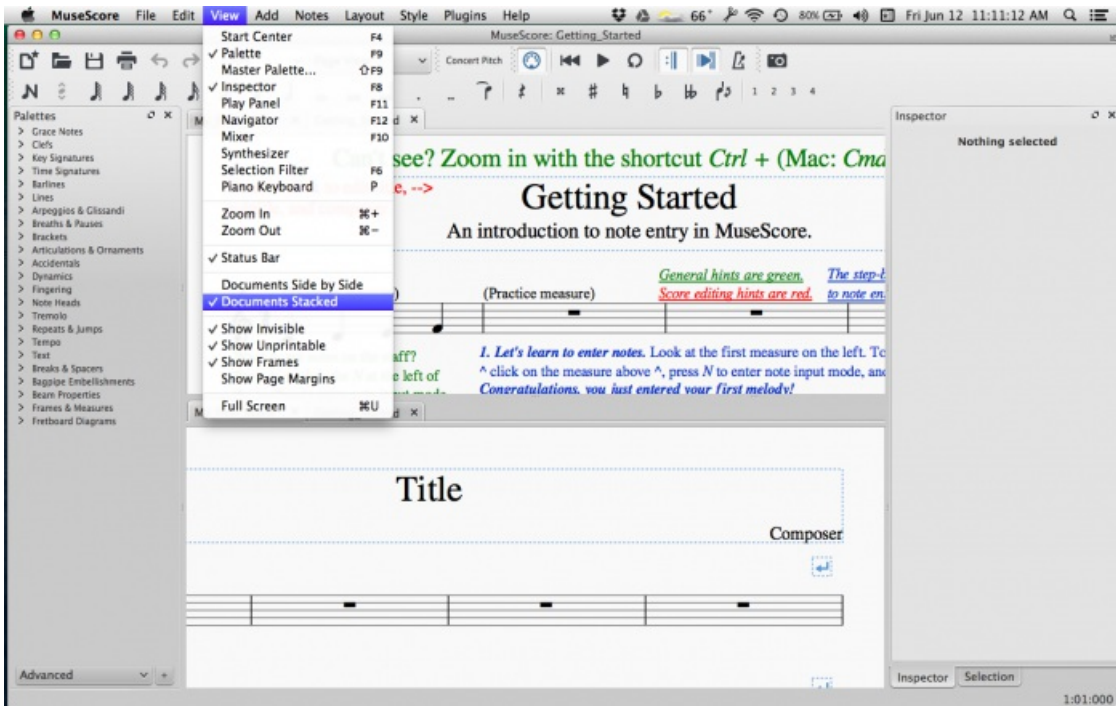 MuseScore File Edit View Add Notes Layout Style Plugins Help 66° 80% Fri Jun 12 11:11:12 AM
MuseScore: Getting_Started
Concert Pitch
1 2 3 4
Start Center F4
✓ Palette F9
Master Palette... ⇧F9
✓ Inspector F8
Play Panel F11
Navigator F12
Mixer F10
Synthesizer
Selection Filter F6
Piano Keyboard P
Zoom In ⌘+
Zoom Out ⌘-
✓ Status Bar
Documents Side by Side
✓ Documents Stacked
✓ Show Invisible
✓ Show Unprintable
✓ Show Frames
Show Page Margins
Full Screen ⌘U
Palettes
> Grace Notes
> Clefs
> Key Signatures
> Time Signatures
> Barlines
> Lines
> Arpeggios & Glissandi
> Breaths & Pauses
> Brackets
> Articulations & Ornaments
> Accidentals
> Dynamics
> Fingering
> Note Heads
> Tremolo
> Repeats & Jumps
> Tempo
> Text
> Breaks & Spacers
> Bagpipe Embellishments
> Beam Properties
> Frames & Measures
> Fretboard Diagrams
Advanced
see? Zoom in with the shortcut Ctrl + (Mac: Cmd
-->
Getting Started
An introduction to note entry in MuseScore.
General hints are green. The step-
Score editing hints are red. to note en
(Practice measure)
aff?
e left of
1. Let's learn to enter notes. Look at the first measure on the left. To
^ click on the measure above ^, press N to enter note input mode, and
Congratulations, you just entered your first melody!
Title
Composer
Inspector
Nothing selected
Inspector Selection
1:01:000